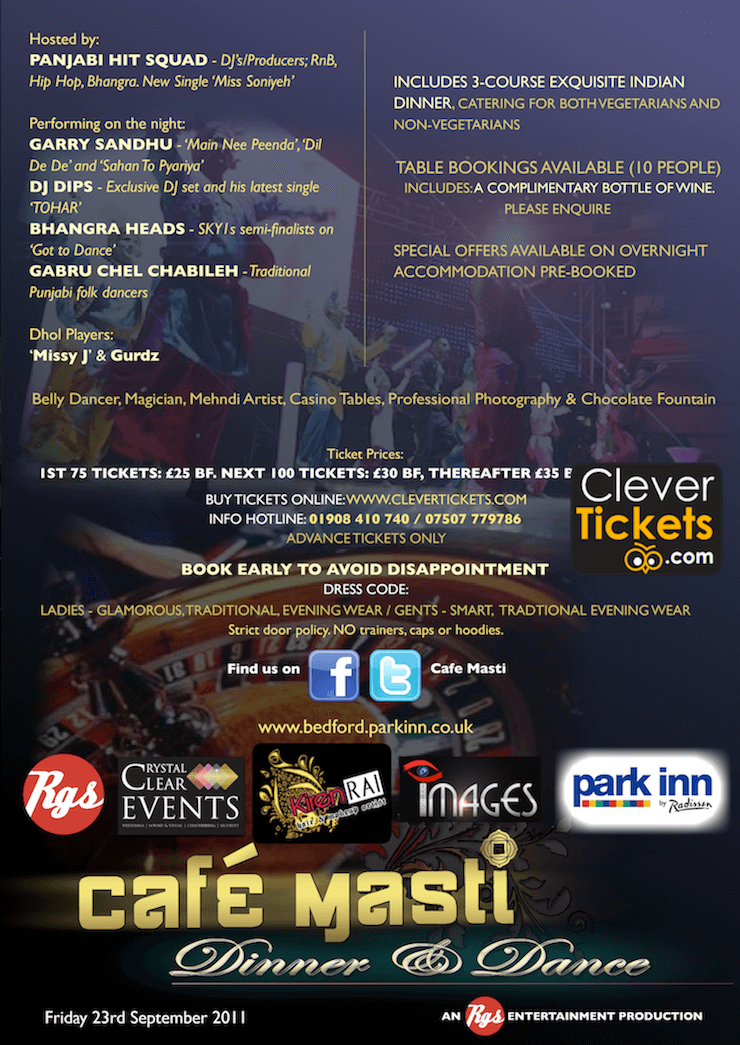 Hosted by:
PANJABI HIT SQUAD - DJ's/Producers; RnB,
Hip Hop, Bhangra. New Single 'Miss Soniyeh'
Performing on the night:
GARRY SANDHU - 'Main Nee Peenda', 'Dil
De De' and 'Sahan To Pyariya'
DJ DIPS - Exclusive DJ set and his latest single
'TOHAR'
BHANGRA HEADS - SKY1s semi-finalists on
'Got to Dance'
GABRU CHEL CHABILEH - Traditional
Punjabi folk dancers
Dhol Players:
'Missy J' & Gurdz
INCLUDES 3-COURSE EXQUISITE INDIAN
DINNER, CATERING FOR BOTH VEGETARIANS AND
NON-VEGETARIANS
TABLE BOOKINGS AVAILABLE (10 PEOPLE)
INCLUDES: A COMPLIMENTARY BOTTLE OF WINE.
PLEASE ENQUIRE
SPECIAL OFFERS AVAILABLE ON OVERNIGHT
ACCOMMODATION PRE-BOOKED
Belly Dancer, Magician, Mehndi Artist, Casino Tables, Professional Photography & Chocolate Fountain
Ticket Prices:
1ST 75 TICKETS: £25 BF. NEXT 100 TICKETS: £30 BF, THEREAFTER £35 B
BUY TICKETS ONLINE: WWW.CLEVERTICKETS.COM
INFO HOTLINE: 01908 410 740 / 07507 779786
ADVANCE TICKETS ONLY
Clever
Tickets
.com
BOOK EARLY TO AVOID DISAPPOINTMENT
DRESS CODE:
LADIES - GLAMOROUS, TRADITIONAL, EVENING WEAR / GENTS - SMART, TRADTIONAL EVENING WEAR
Strict door policy. NO trainers, caps or hoodies.
Find us on f t Cafe Masti
www.bedford.parkinn.co.uk
Rgs
CRYSTAL
CLEAR
EVENTS
Kiren RAI
hair & makeup artist
IMAGES
park inn
by Radisson
Café Masti
Dinner & Dance
Friday 23rd September 2011
AN Rgs ENTERTAINMENT PRODUCTION